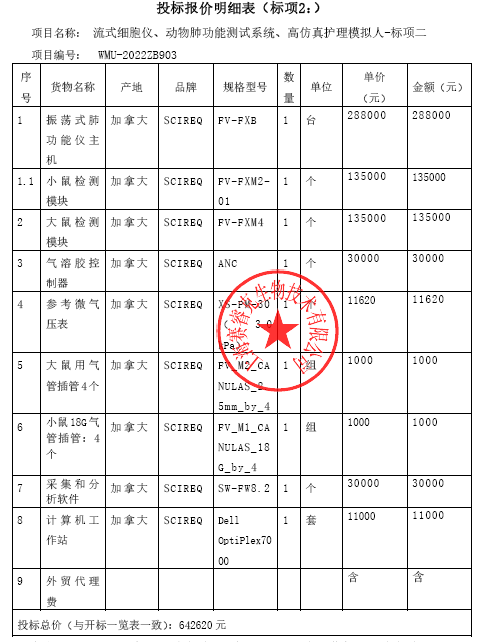 投标报价明细表（标项2:）
项目名称： 流式细胞仪、动物肺功能测试系统、高仿真护理模拟人-标项二
项目编号： WMU-2022ZB903
序号 货物名称 产地 品牌 规格型号 数量 单位 单价（元） 金额（元）
1 振荡式肺功能仪主机 加拿大 SCIREQ FV-FXB 1 台 288000 288000
1.1 小鼠检测模块 加拿大 SCIREQ FV-FXM2-01 1 个 135000 135000
2 大鼠检测模块 加拿大 SCIREQ FV-FXM4 1 个 135000 135000
3 气溶胶控制器 加拿大 SCIREQ ANC 1 个 30000 30000
4 参考微气压表 加拿大 SCIREQ 1 11620 11620
5 大鼠用气管插管4个 加拿大 SCIREQ FV_M2_CANULAS_2.5mm_by_4 1 组 1000 1000
6 小鼠18G气管插管：4个 加拿大 SCIREQ FV_M1_CANULAS_18G_by_4 1 组 1000 1000
7 采集和分析软件 加拿大 SCIREQ SW-FW8.2 1 个 30000 30000
8 计算机工作站 加拿大 SCIREQ Dell OptiPlex7000 1 套 11000 11000
9 外贸代理费 含 含
投标总价（与开标一览表一致）：642620 元
生物技术有限公司